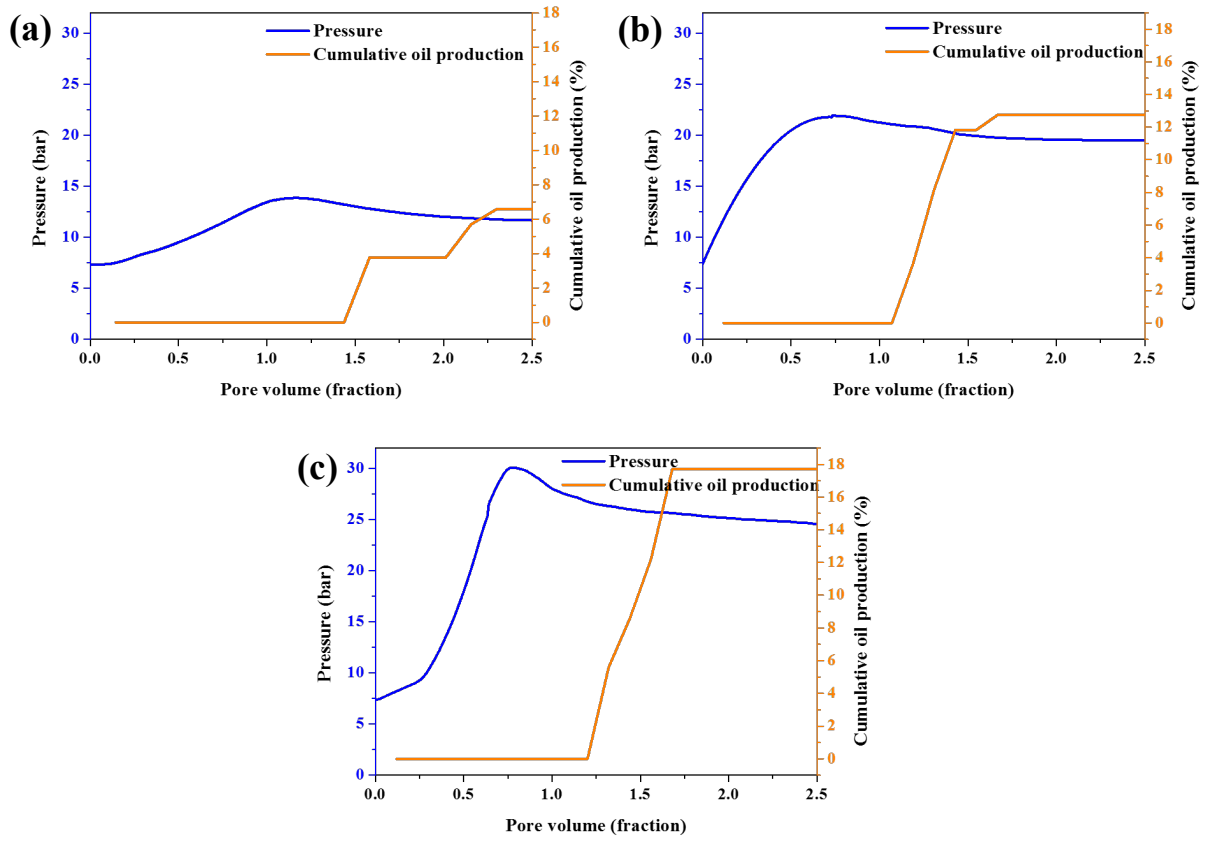 (a)
Pressure
Cumulative oil production
Pressure (bar)
30
25
20
15
10
5
0
Cumulative oil production (%)
18
16
14
12
10
8
6
4
2
0
0.0 0.5 1.0 1.5 2.0 2.5
Pore volume (fraction)
(b)
Pressure
Cumulative oil production
Pressure (bar)
30
25
20
15
10
5
0
Cumulative oil production (%)
18
16
14
12
10
8
6
4
2
0
0.0 0.5 1.0 1.5 2.0 2.5
Pore volume (fraction)
(c)
Pressure
Cumulative oil production
Pressure (bar)
30
25
20
15
10
5
0
Cumulative oil production (%)
18
16
14
12
10
8
6
4
2
0
0.0 0.5 1.0 1.5 2.0 2.5
Pore volume (fraction)